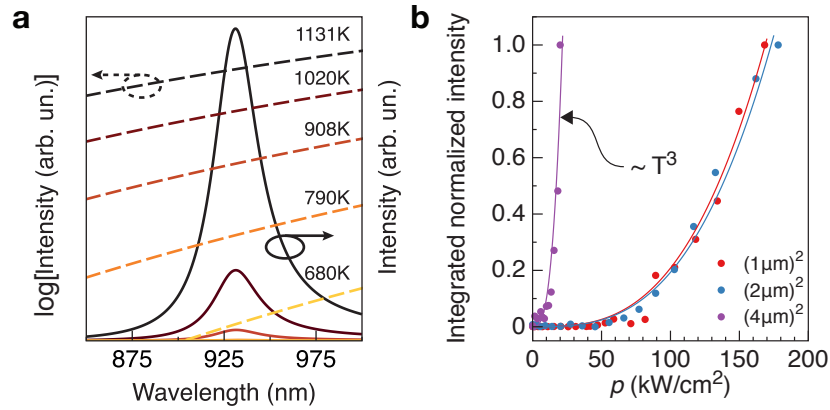 a
log[Intensity (arb. un.)]
1131K
1020K
908K
790K
680K
Intensity (arb. un.)
875
925
975
Wavelength (nm)
b
Integrated normalized intensity
1.0
0.8
0.6
0.4
0.2
0
~ T³
(1μm)²
(2μm)²
(4μm)²
0
50
100
150
200
p (kW/cm²)